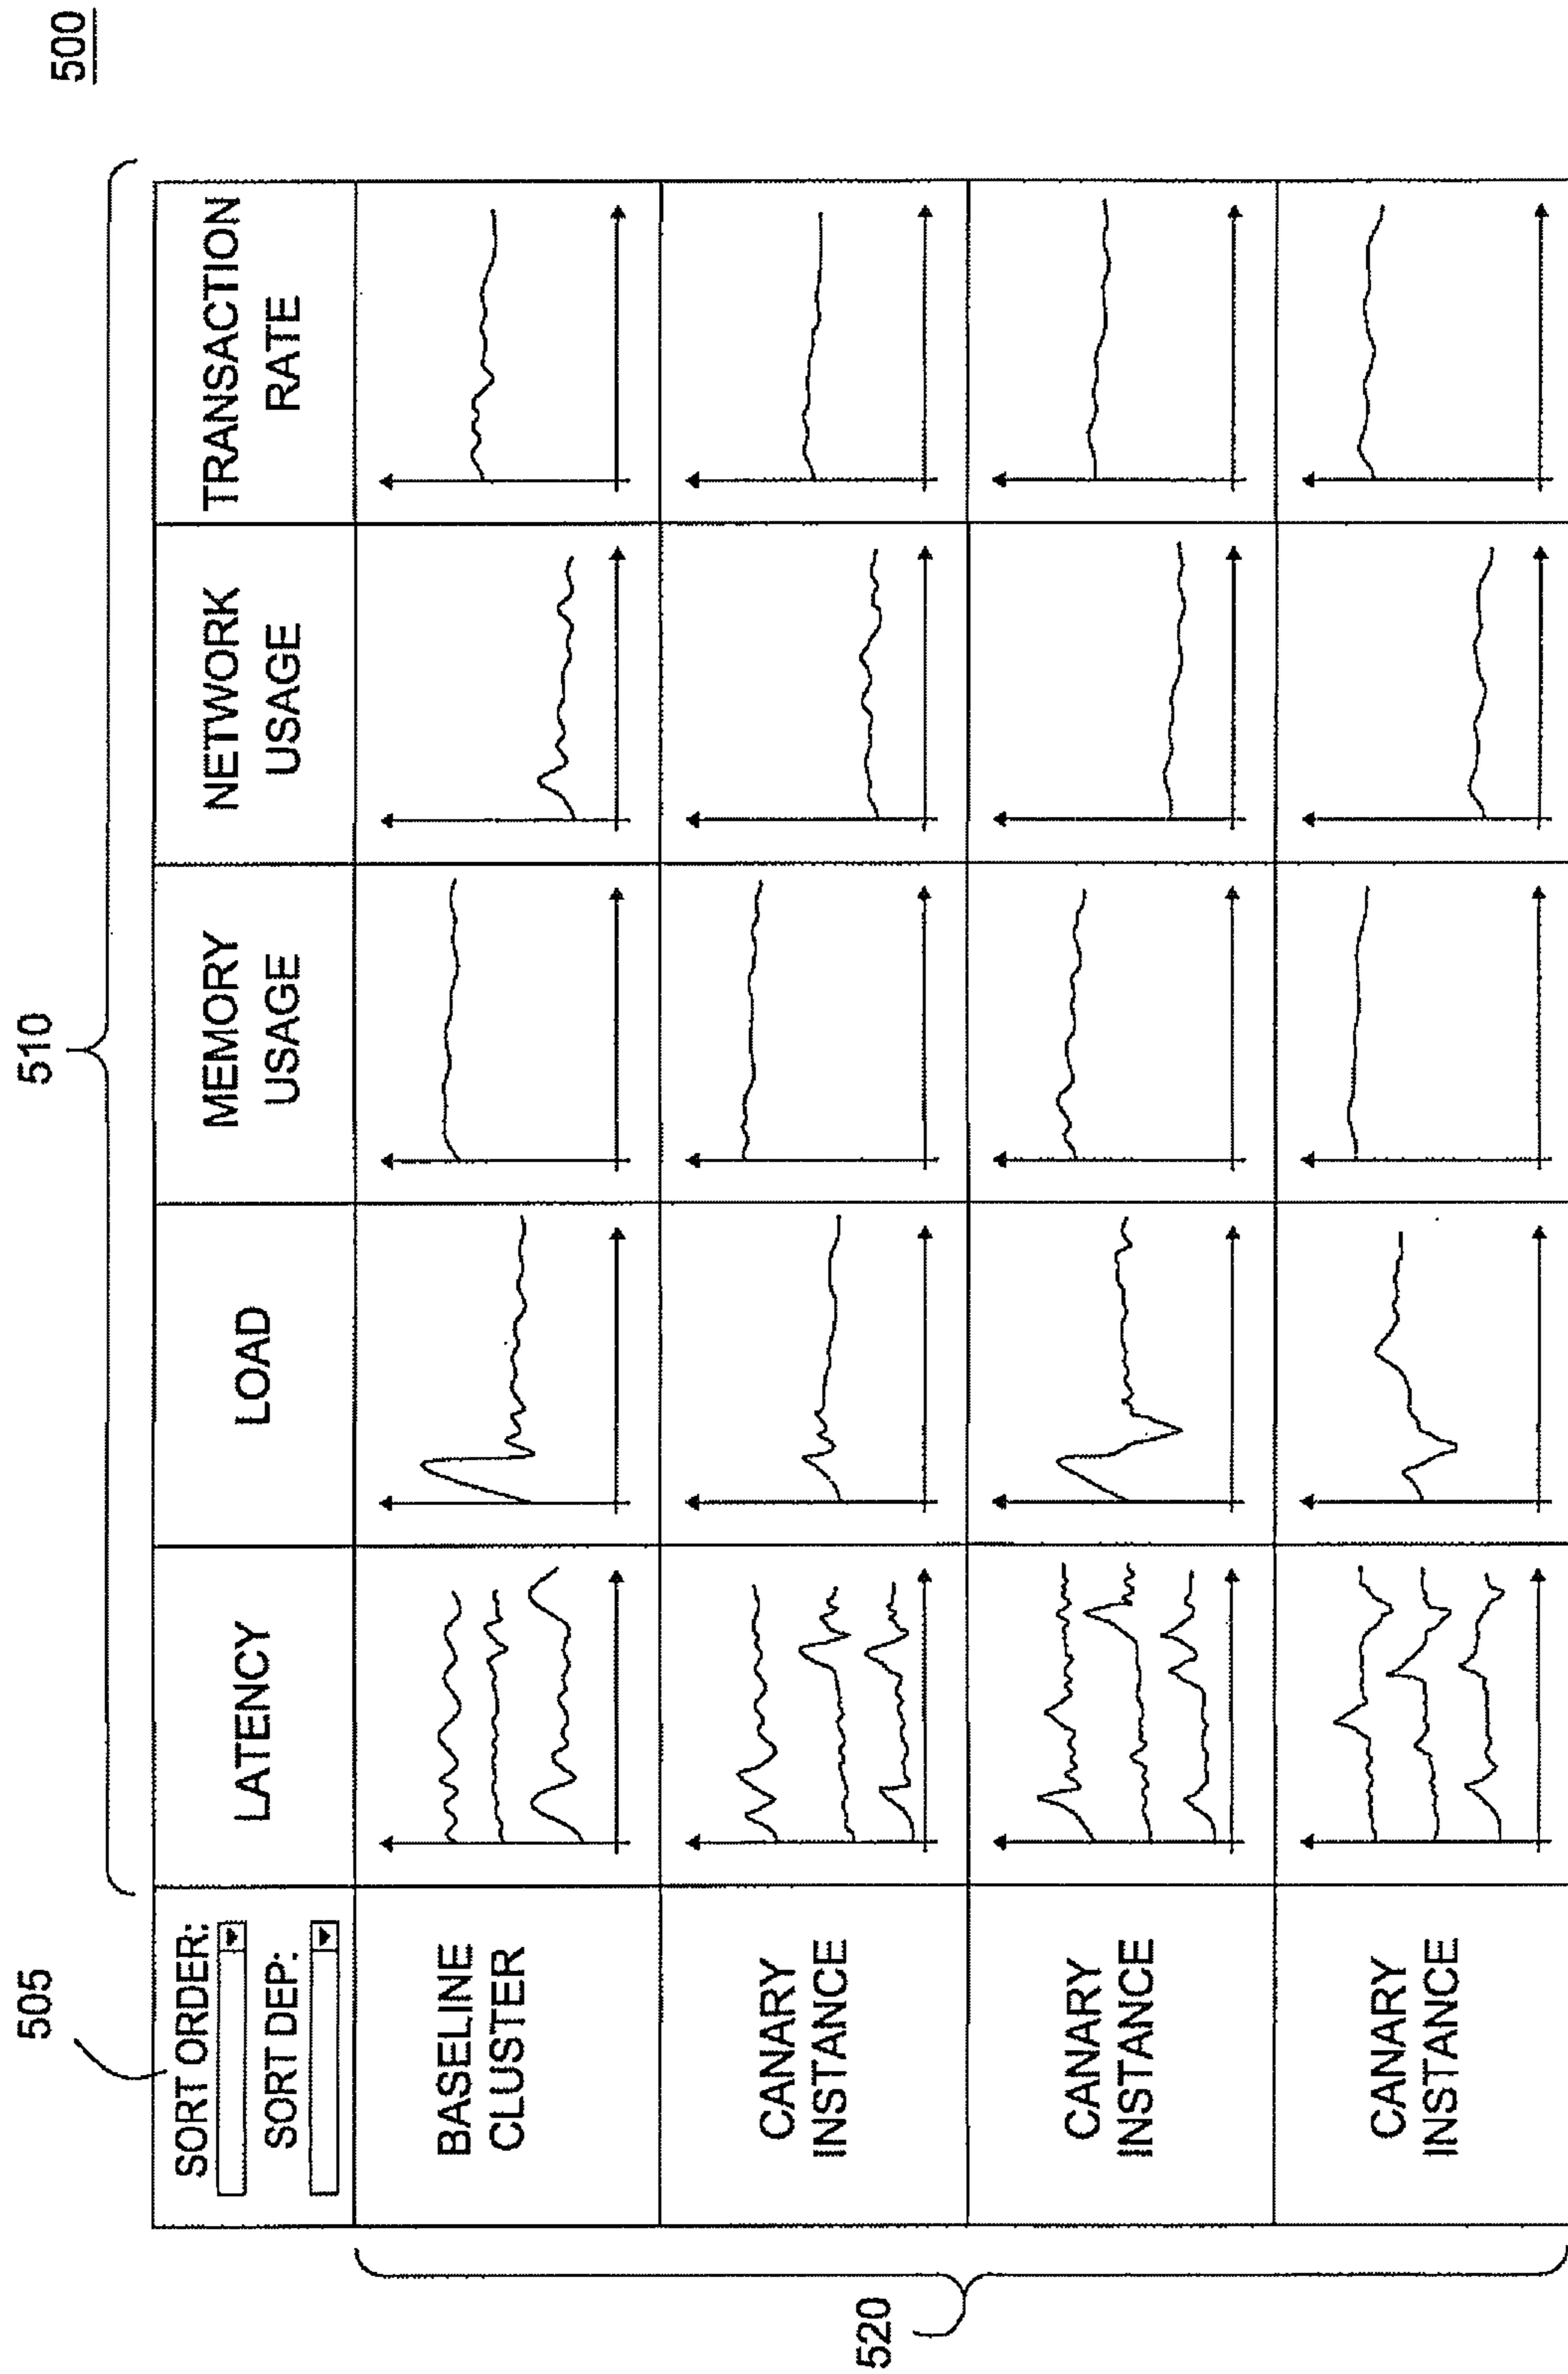 500
510
505
SORT ORDER:
SORT DEP:
LATENCY
LOAD
MEMORY
USAGE
NETWORK
USAGE
TRANSACTION
RATE
BASELINE
CLUSTER
CANARY
INSTANCE
CANARY
INSTANCE
CANARY
INSTANCE
520